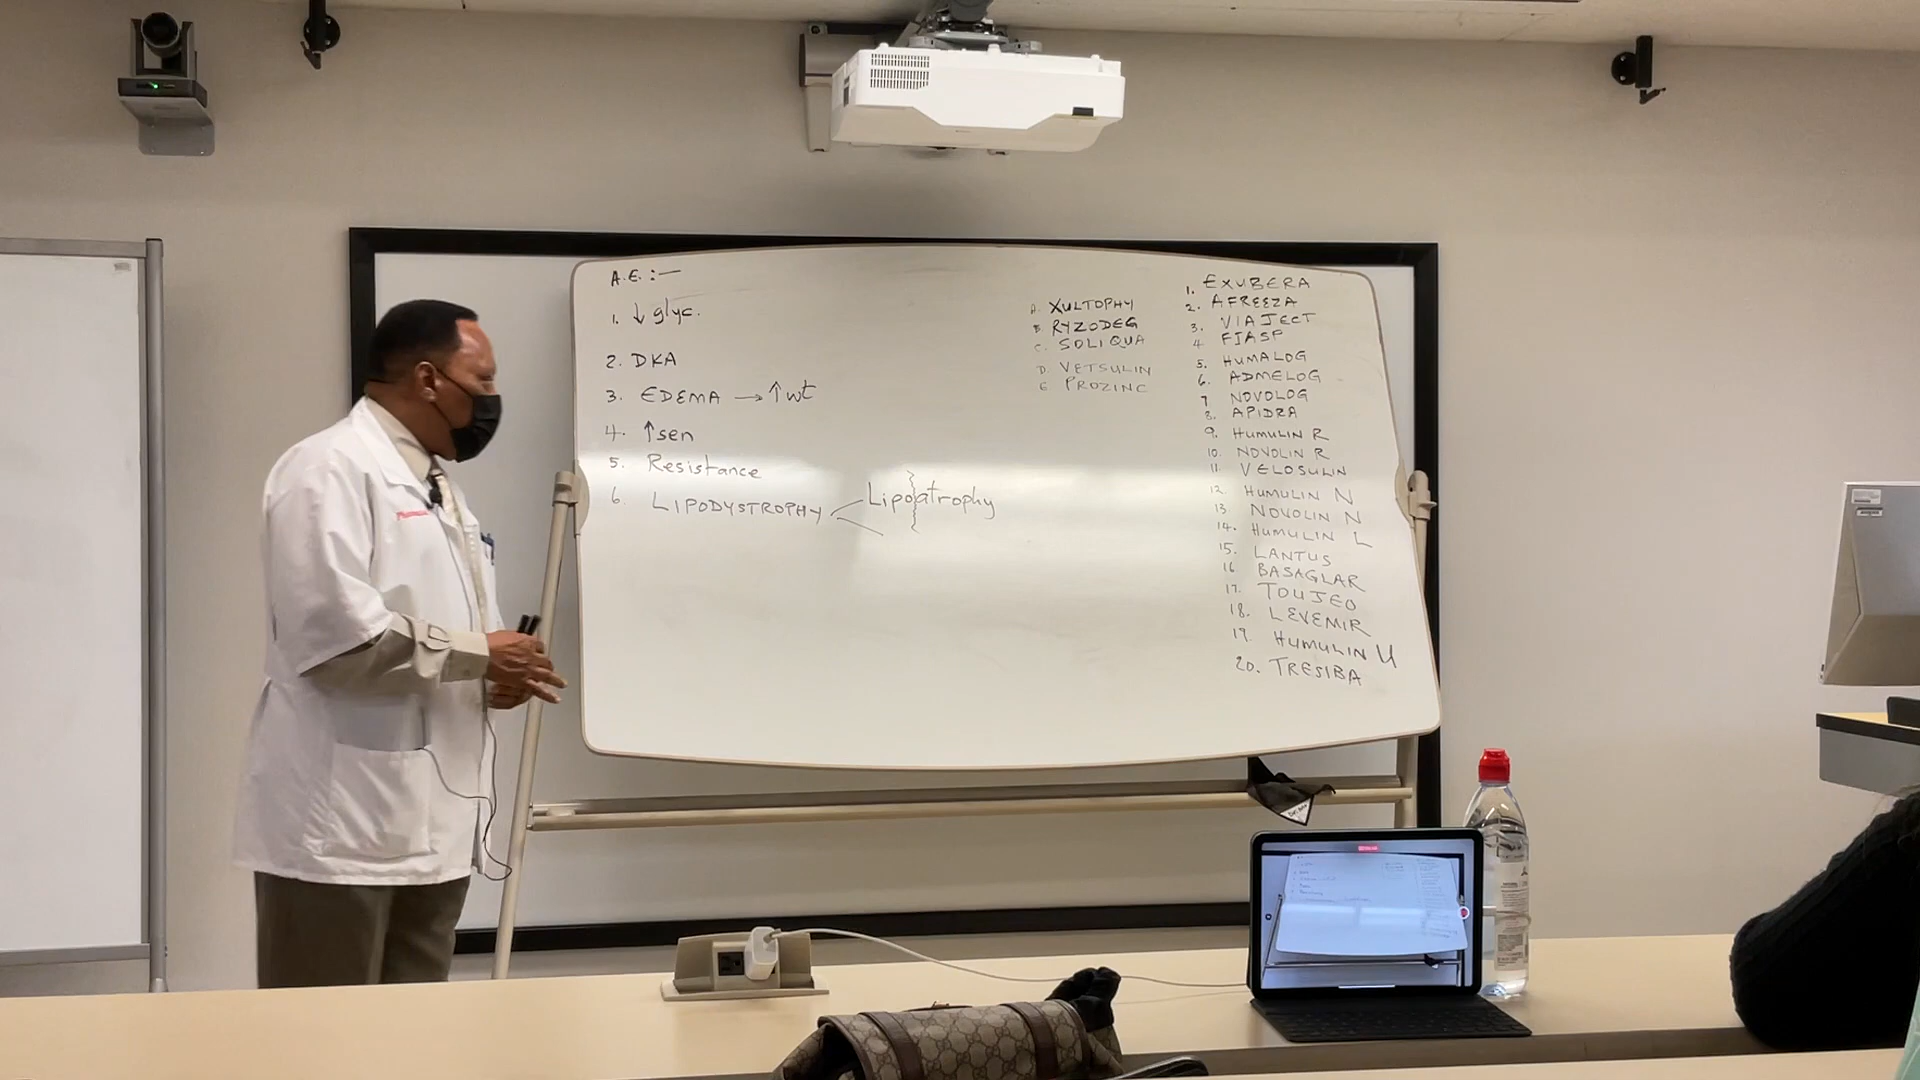 A.E. :—
1. ↓ glyc.
2. DKA
3. EDEMA → ↑ wt
4. ↑ sen
5. Resistance
6. LIPODYSTROPHY
Lipoatrophy
A. XULTOPHY
B. RYZODEG
C. SOLIQUA
D. VETSULIN
E. PROZINC
1. EXUBERA
2. AFREEZA
3. VIAJECT
4 FIASP
5. HUMALOG
6. ADMELOG
7 NOVOLOG
8. APIDRA
9. HUMULIN R
10. NOVOLIN R
11. VELOSULIN
12 HUMULIN N
13. NOVOLIN N
14. HUMULIN L
15. LANTUS
16 BASAGLAR
17. TOUJEO
18. LEVEMIR
19. HUMULIN U
20. TRESIBA